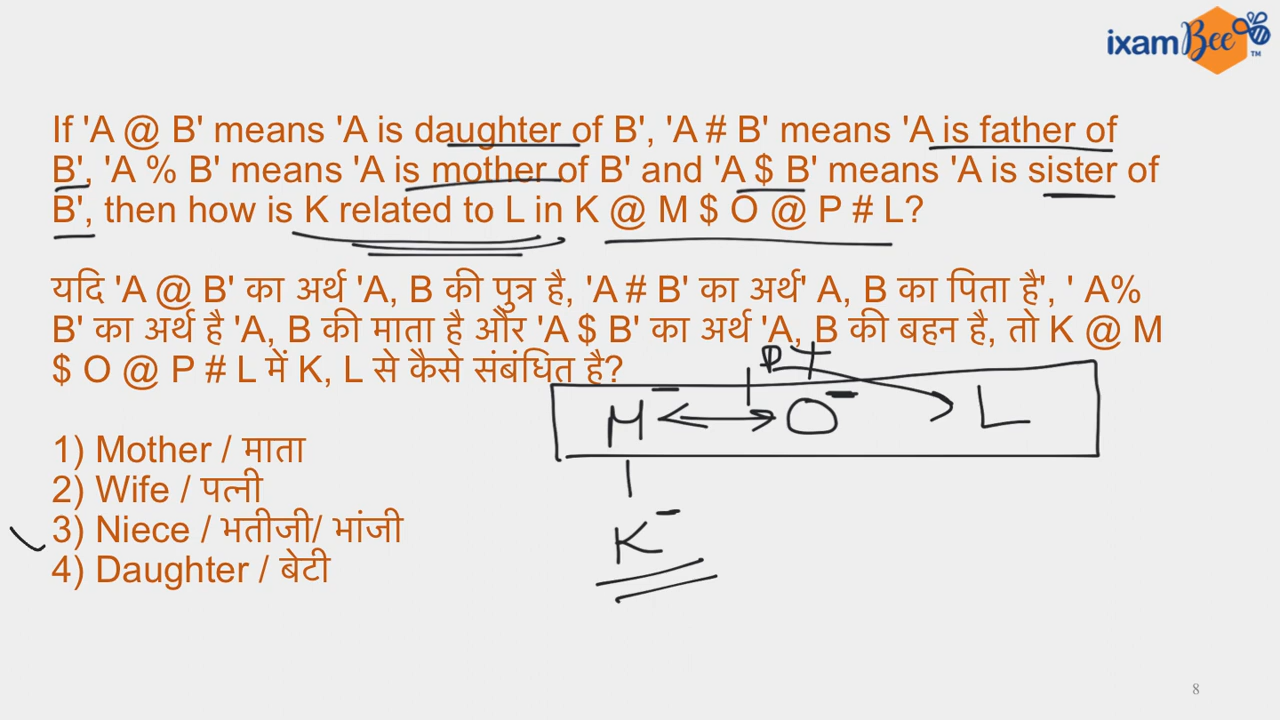 ixamBee™
If 'A @ B' means 'A is daughter of B', 'A # B' means 'A is father of
B', 'A % B' means 'A is mother of B' and 'A $ B' means 'A is sister of
B', then how is K related to L in K @ M $ O @ P # L?
यदि 'A @ B' का अर्थ 'A, B की पुत्र है, 'A # B' का अर्थ' A, B का पिता है', ' A%
B' का अर्थ है 'A, B की माता है और 'A $ B' का अर्थ 'A, B की बहन है, तो K @ M
$ O @ P # L में K, L से कैसे संबंधित है?
P +
M - O - L
1) Mother / माता
2) Wife / पत्नी
3) Niece / भतीजी/ भांजी
K -
4) Daughter / बेटी
8